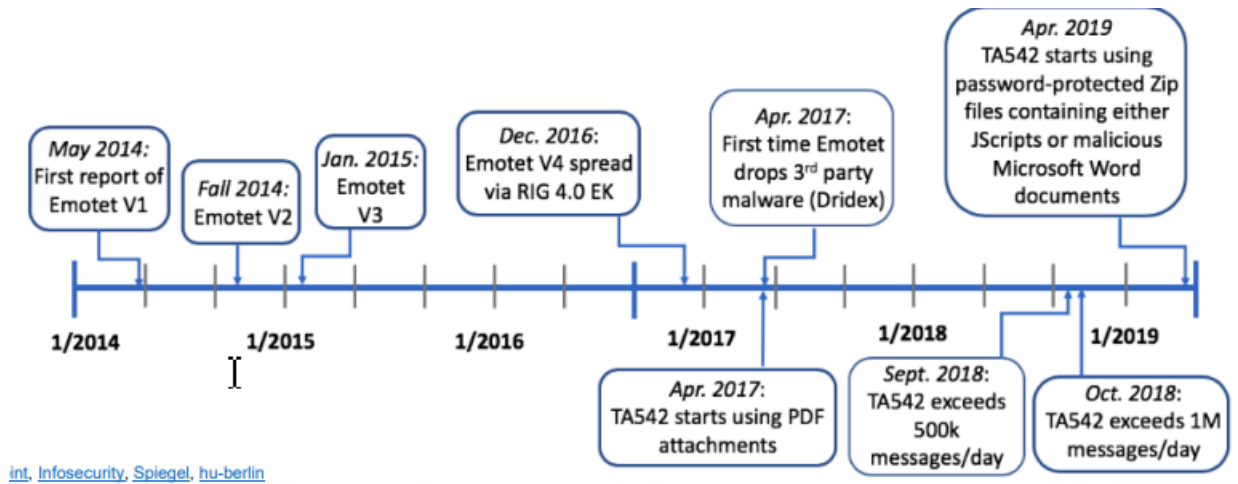 May 2014:
First report of
Emotet V1
Fall 2014:
Emotet V2
Jan. 2015:
Emotet
V3
Dec. 2016:
Emotet V4 spread
via RIG 4.0 EK
Apr. 2017:
First time Emotet
drops 3rd party
malware (Dridex)
Apr. 2019
TA542 starts using
password-protected Zip
files containing either
JScripts or malicious
Microsoft Word
documents
1/2014
1/2015
1/2016
1/2017
1/2018
1/2019
Apr. 2017:
TA542 starts using PDF
attachments
Sept. 2018:
TA542 exceeds
500k
messages/day
Oct. 2018:
TA542 exceeds 1M
messages/day
int, Infosecurity, Spiegel, hu-berlin